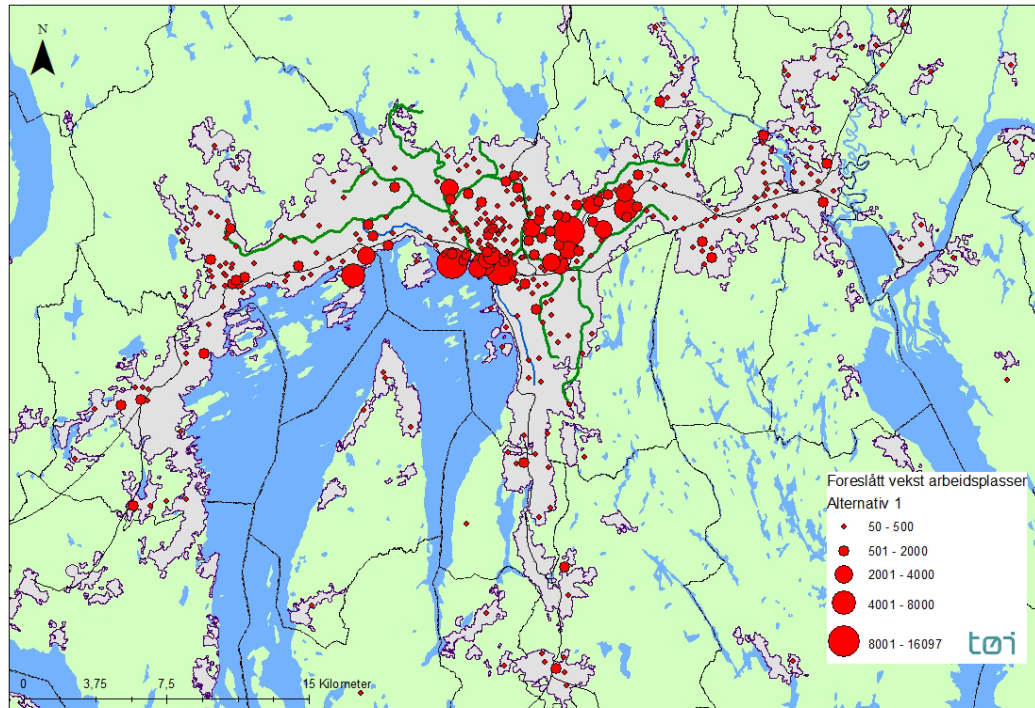 N
Foreslått vekst arbeidsplasser
Alternativ 1
50 - 500
501 - 2000
2001 - 4000
4001 - 8000
8001 - 16097
tøi
0 3,75 7,5 15 Kilometer